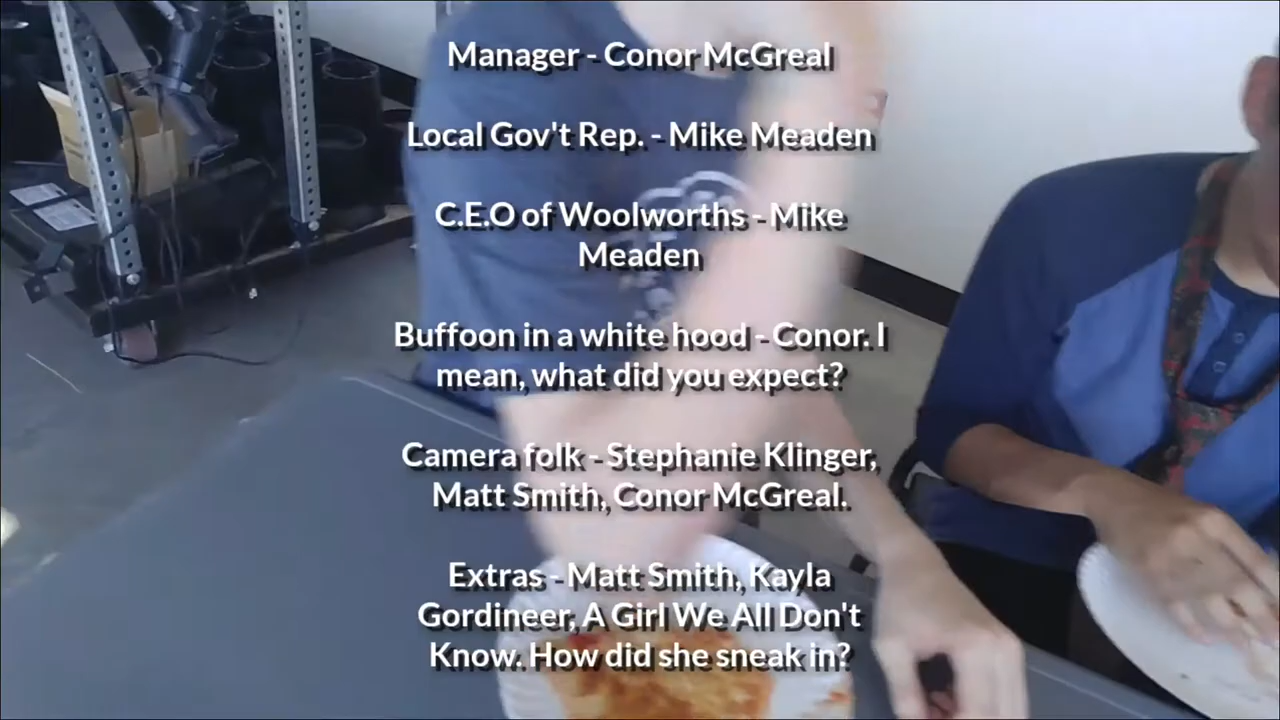 Manager - Conor McGreal
Local Gov't Rep. - Mike Meaden
C.E.O of Woolworths - Mike
Meaden
Buffoon in a white hood - Conor. I
mean, what did you expect?
Camera folk - Stephanie Klinger,
Matt Smith, Conor McGreal.
Extras - Matt Smith, Kayla
Gordineer, A Girl We All Don't
Know. How did she sneak in?